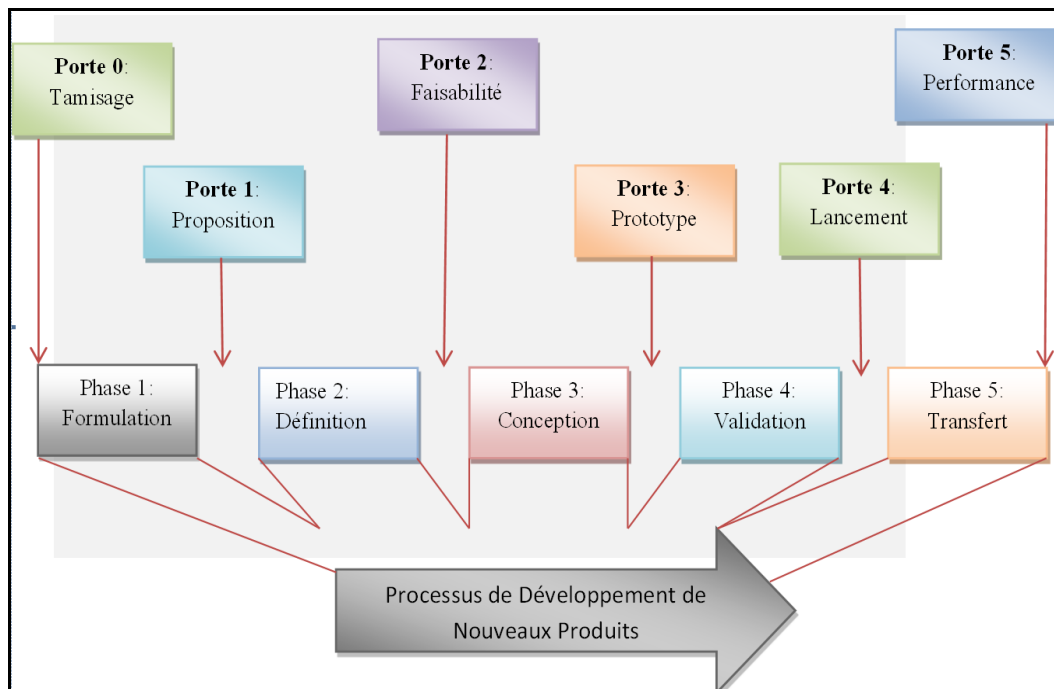 Porte 0:
Tamisage
Porte 2:
Faisabilité
Porte 5:
Performance
Porte 1:
Proposition
Porte 3:
Prototype
Porte 4:
Lancement
Phase 1:
Formulation
Phase 2:
Définition
Phase 3:
Conception
Phase 4:
Validation
Phase 5:
Transfert
Processus de Développement de
Nouveaux Produits